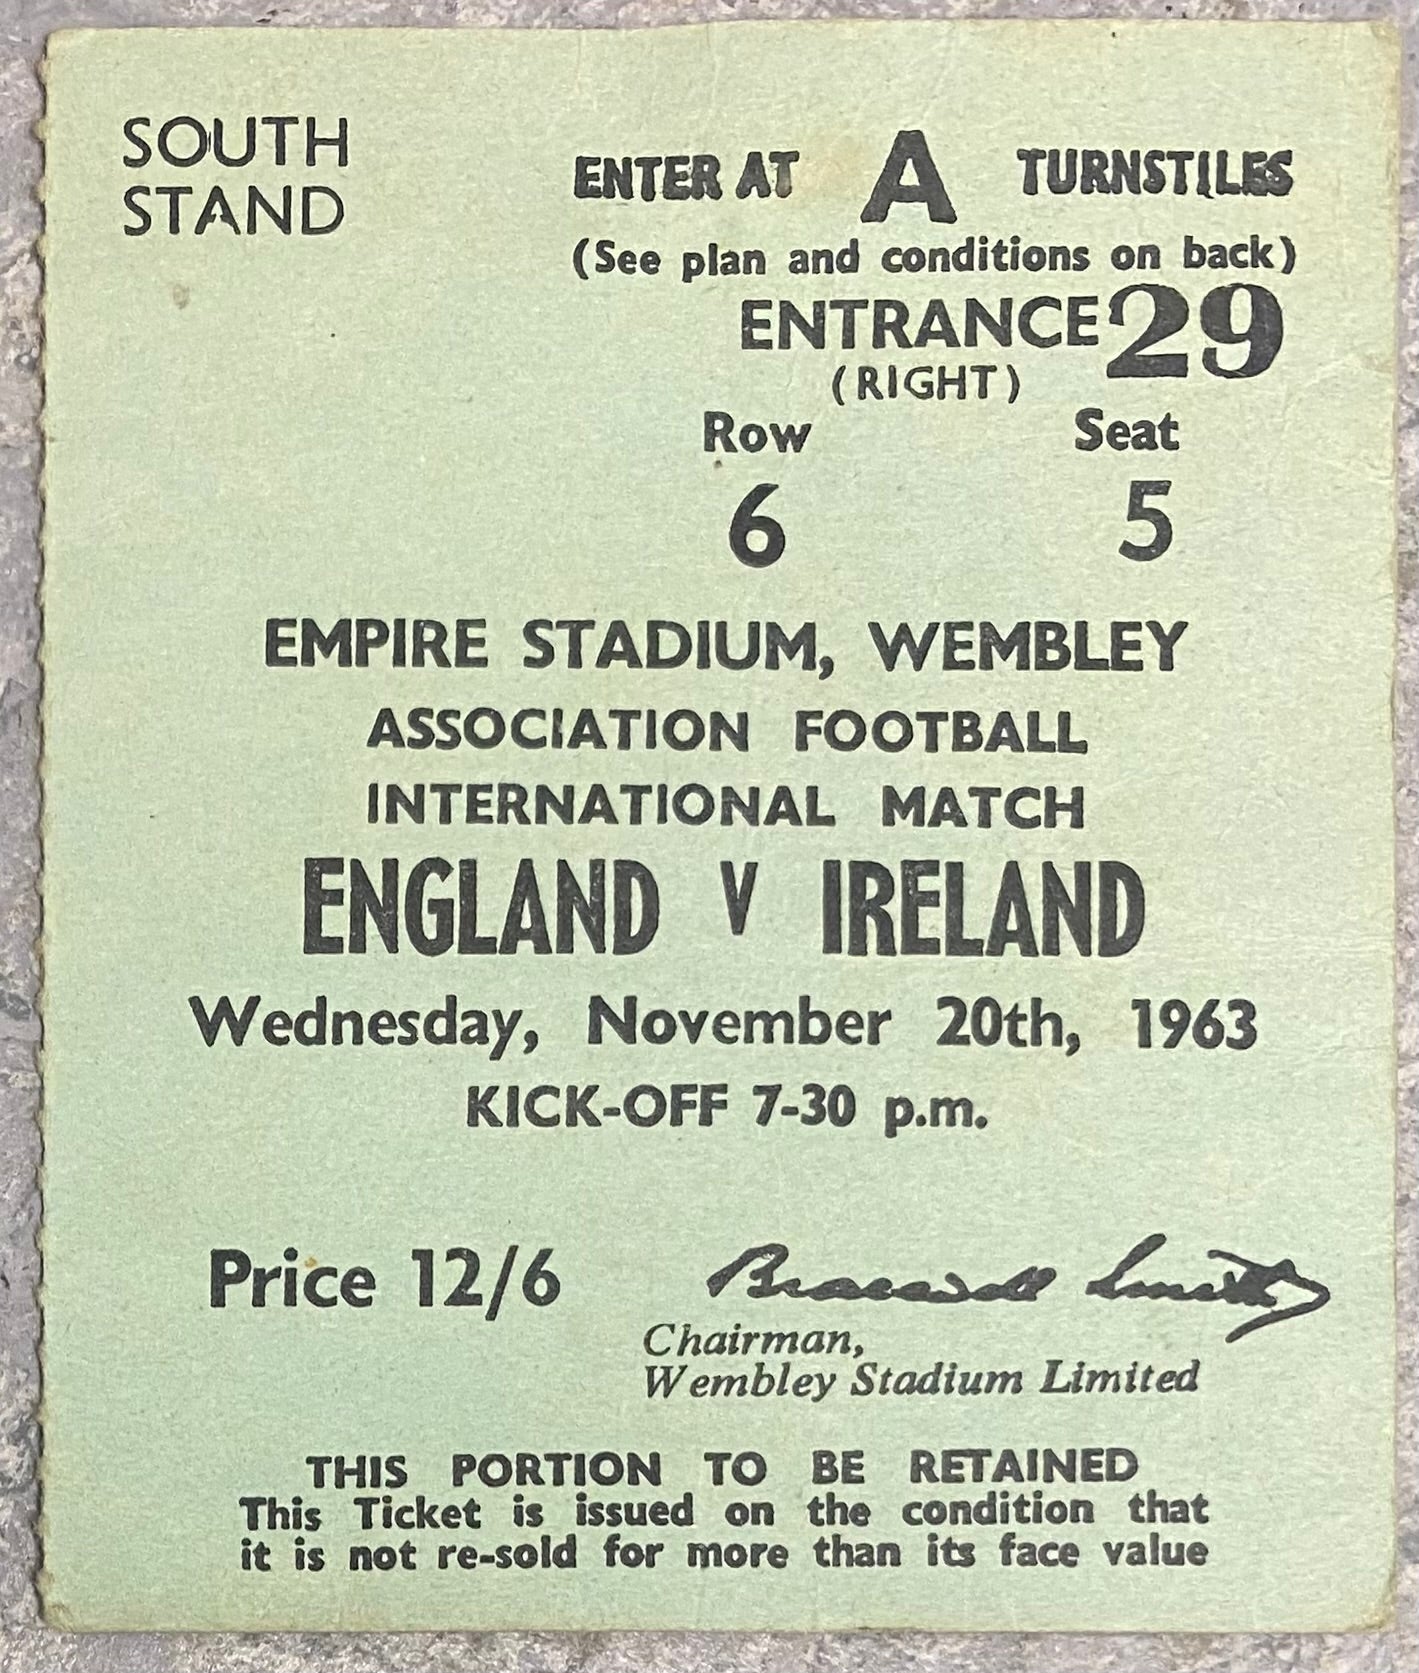 SOUTH
STAND
ENTER AT A TURNSTILES
(See plan and conditions on back)
ENTRANCE 29
(RIGHT)
Row Seat
6 5
EMPIRE STADIUM, WEMBLEY
ASSOCIATION FOOTBALL
INTERNATIONAL MATCH
ENGLAND V IRELAND
Wednesday, November 20th, 1963
KICK-OFF 7-30 p.m.
Price 12/6
Bracewell Smith
Chairman,
Wembley Stadium Limited
THIS PORTION TO BE RETAINED
This Ticket is issued on the condition that
it is not re-sold for more than its face value